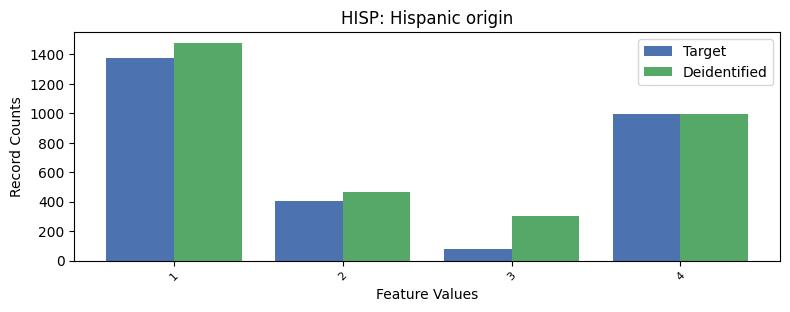 HISP: Hispanic origin
Target
Deidentified
Record Counts
1400
1200
1000
800
600
400
200
0
1
2
3
4
Feature Values